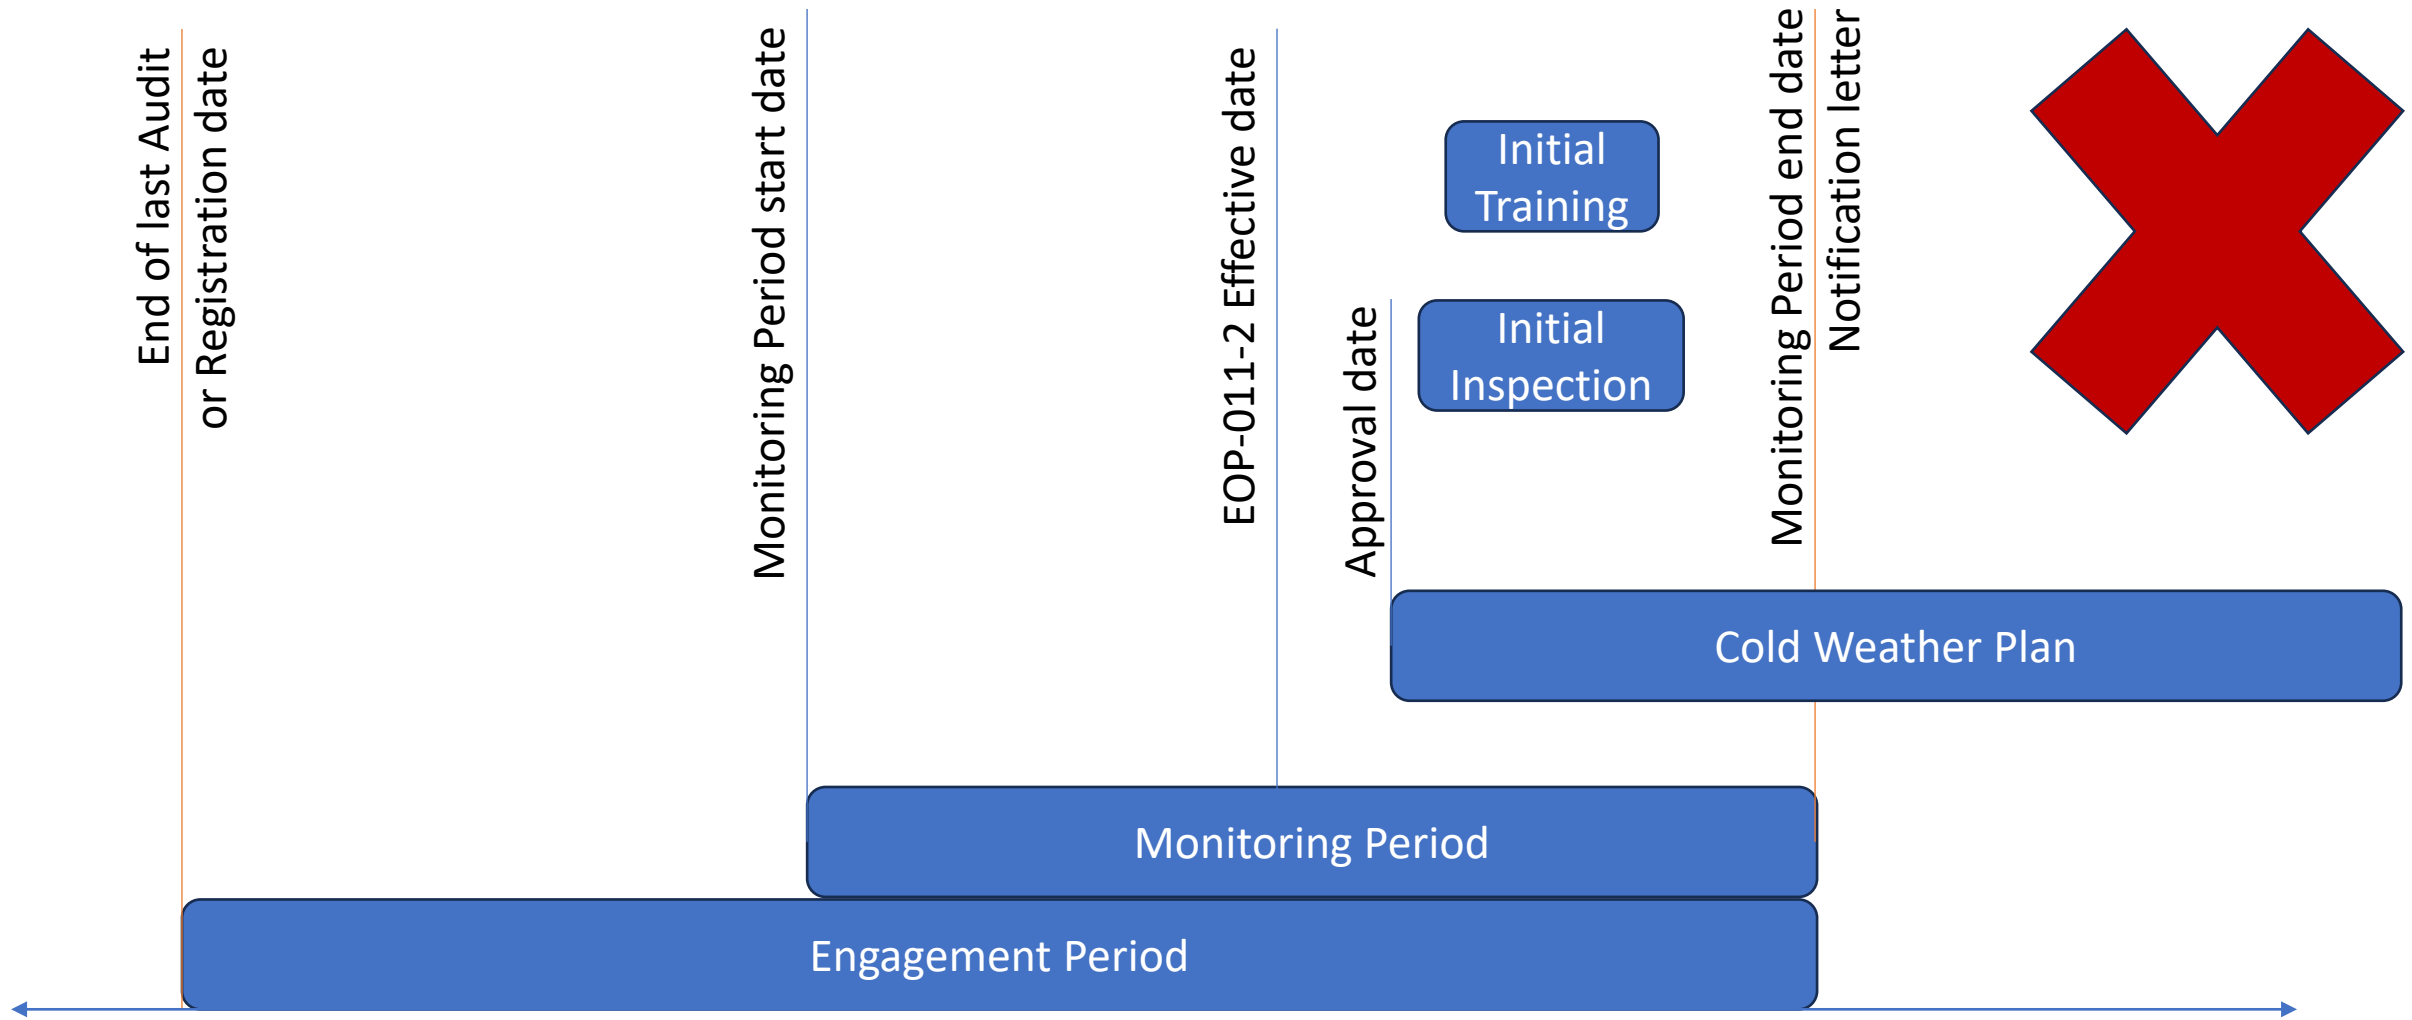 End of last Audit
or Registration date
Monitoring Period start date
EOP-011-2 Effective date
Approval date
Initial
Training
Initial
Inspection
Monitoring Period end date
Notification letter
Cold Weather Plan
Monitoring Period
Engagement Period